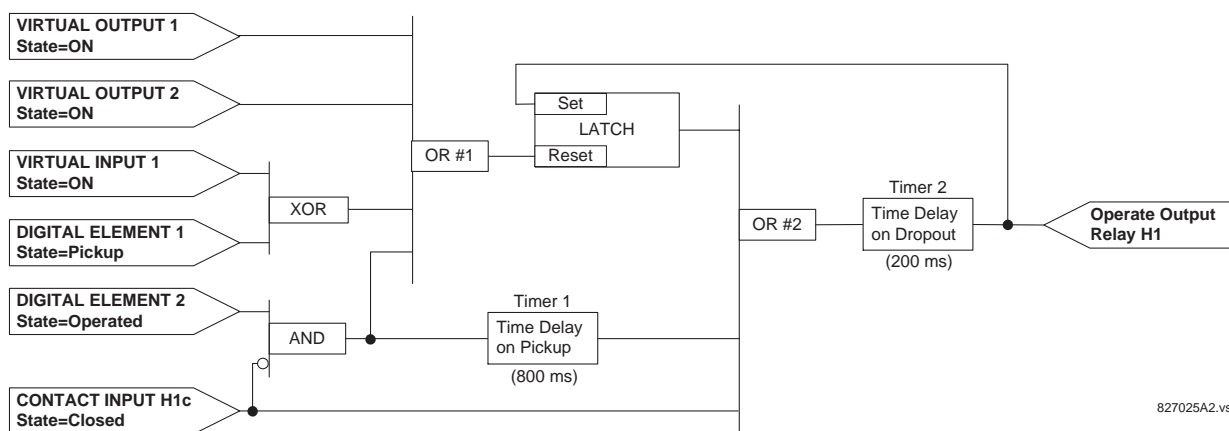 VIRTUAL OUTPUT 1
State=ON
VIRTUAL OUTPUT 2
State=ON
VIRTUAL INPUT 1
State=ON
DIGITAL ELEMENT 1
State=Pickup
DIGITAL ELEMENT 2
State=Operated
CONTACT INPUT H1c
State=Closed
XOR
AND
OR #1
Set
LATCH
Reset
Timer 1
Time Delay
on Pickup
(800 ms)
OR #2
Timer 2
Time Delay
on Dropout
(200 ms)
Operate Output
Relay H1
827025A2.vs